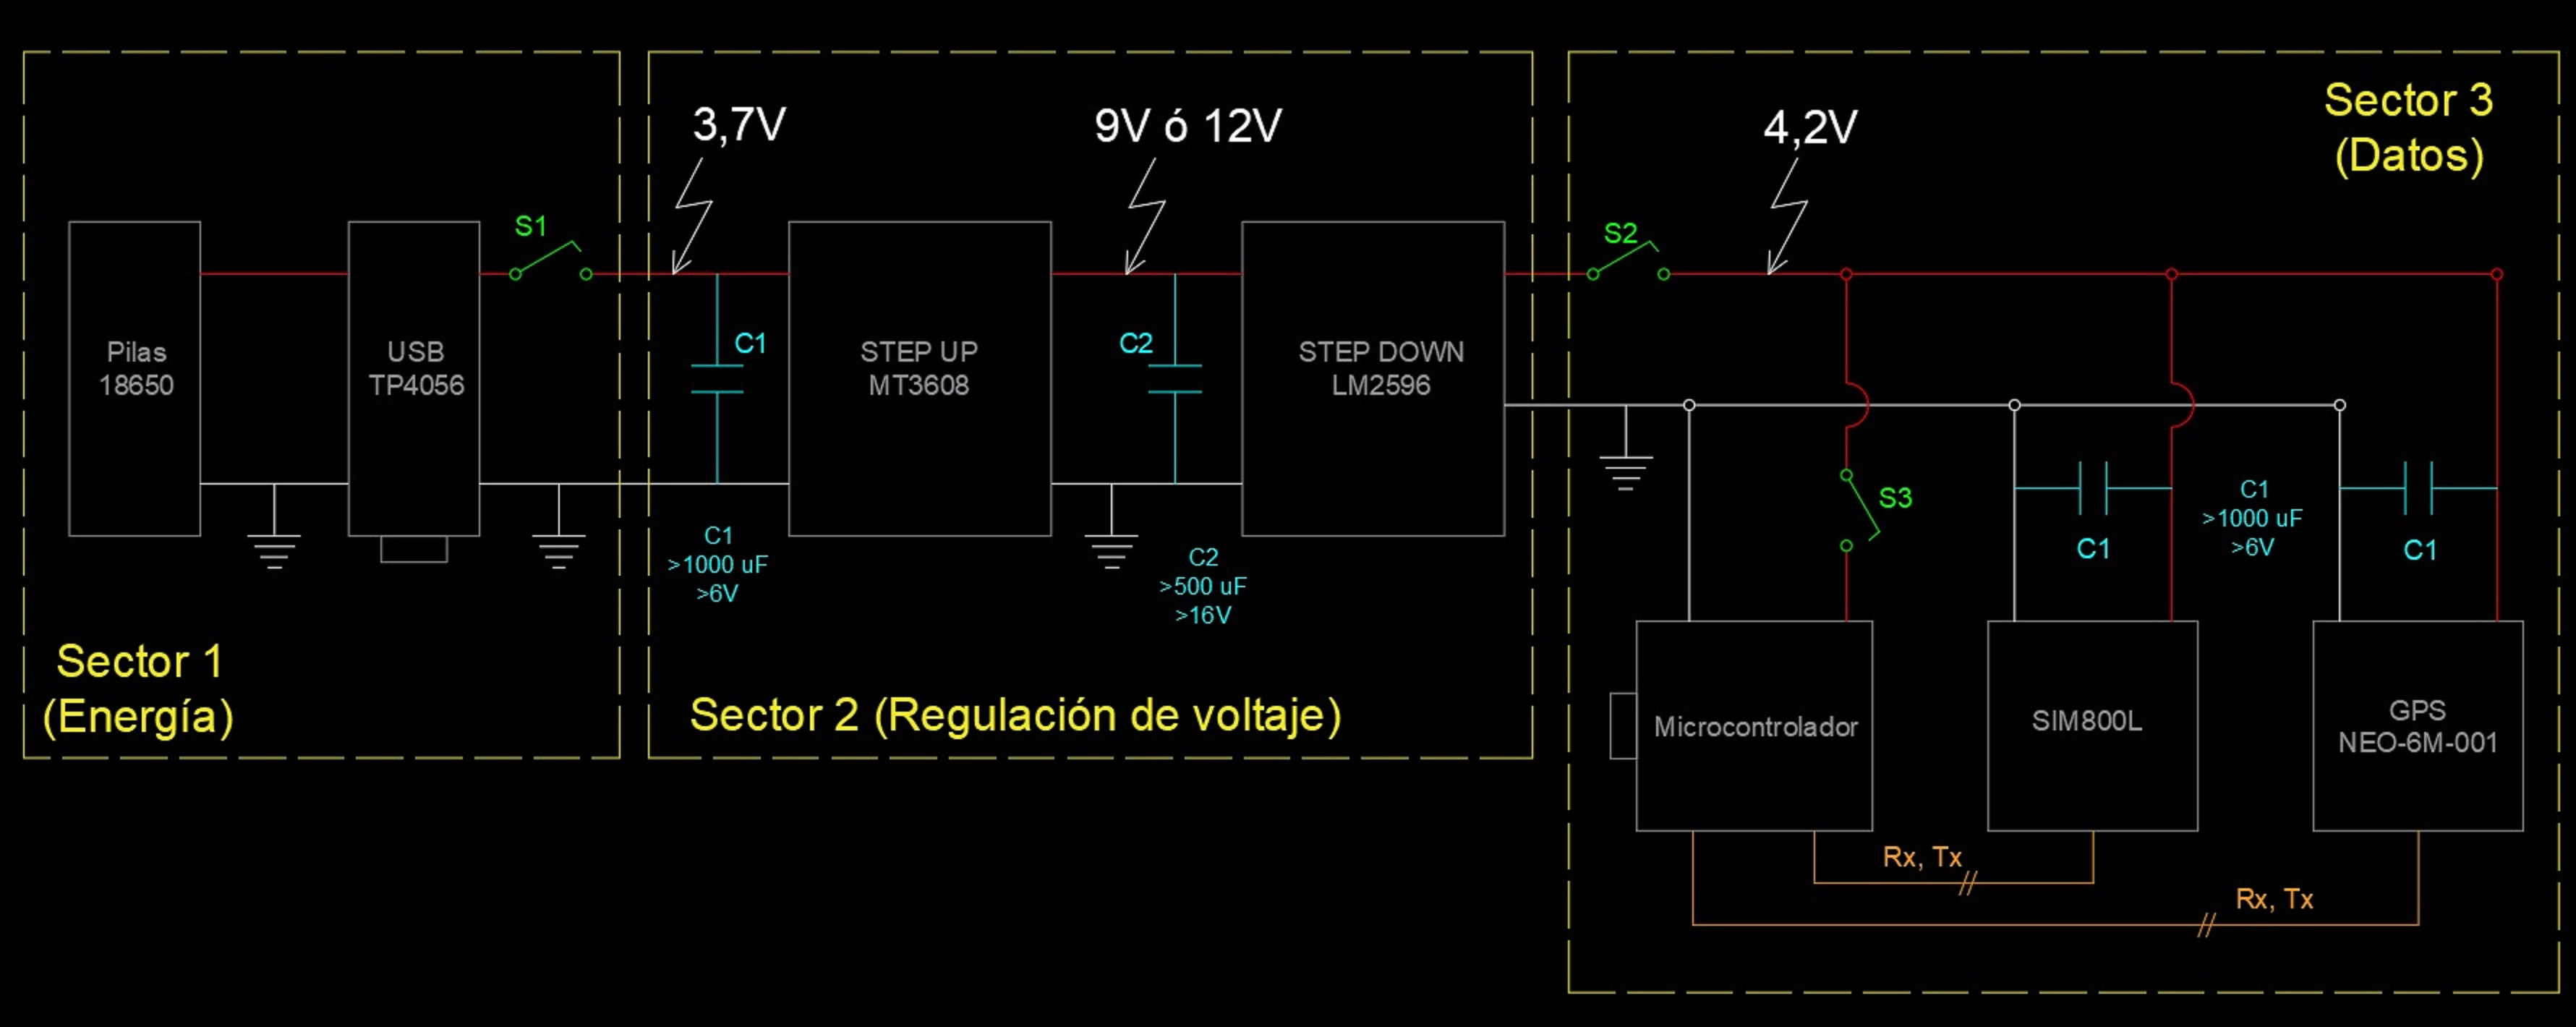 Sector 3
(Datos)
3,7V
9V ó 12V
4,2V
S1
S2
Pilas
18650
USB
TP4056
C1
STEP UP
MT3608
C2
STEP DOWN
LM2596
S3
C1
>1000 uF
>6V
C2
>500 uF
>16V
C1
C1
>1000 uF
>6V
C1
Sector 1
(Energía)
Sector 2 (Regulación de voltaje)
Microcontrolador
SIM800L
GPS
NEO-6M-001
Rx, Tx
Rx, Tx